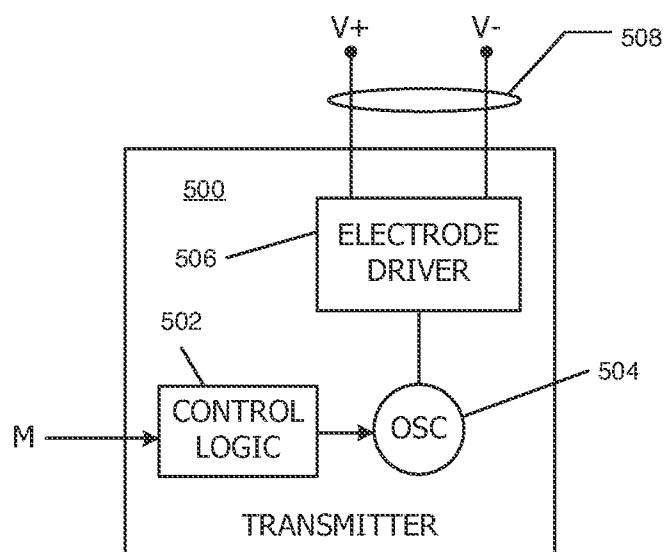 V+ V- 508
500
ELECTRODE
DRIVER
506
502
504
CONTROL
LOGIC
OSC
M
TRANSMITTER